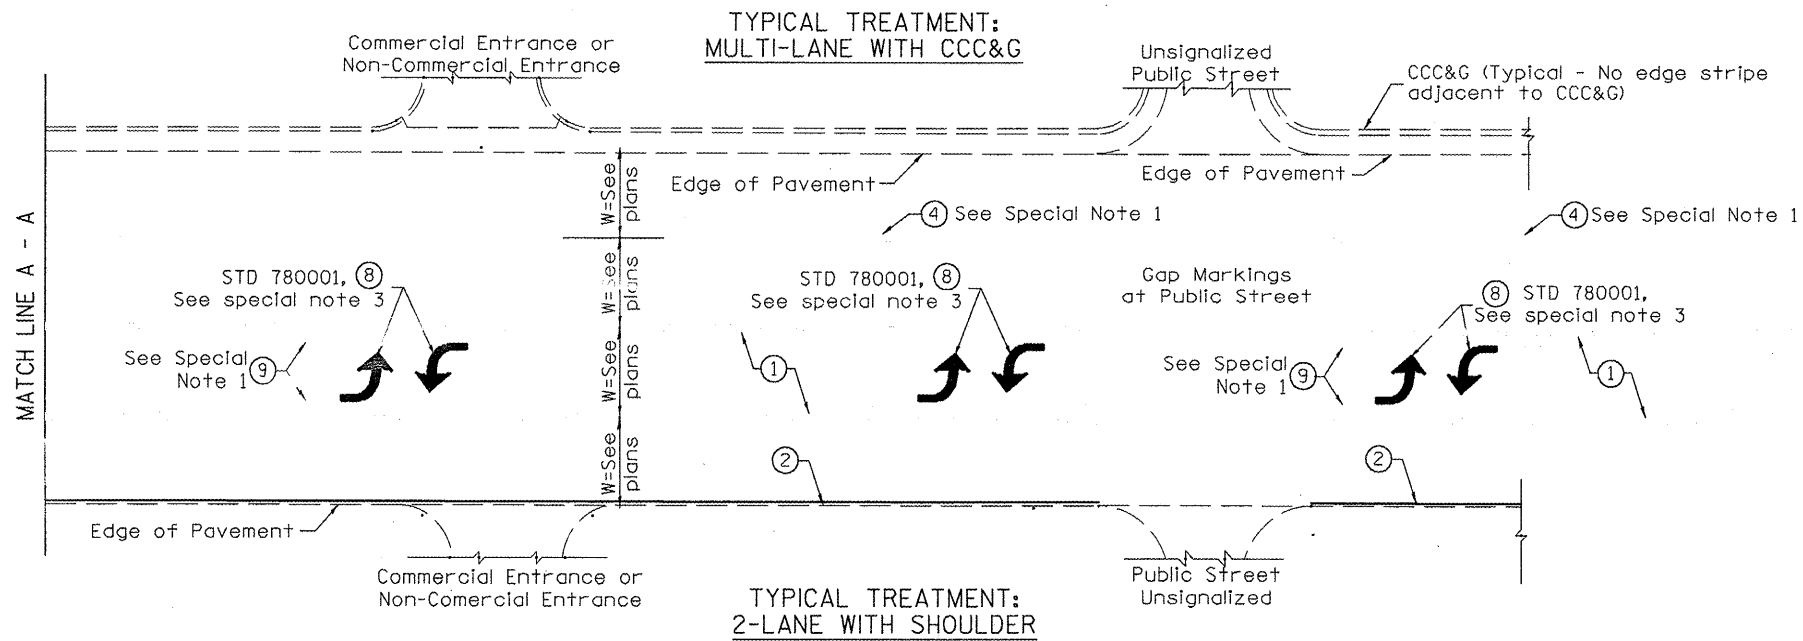 TYPICAL TREATMENT:
MULTI-LANE WITH CCC&G
Commercial Entrance or
Non-Commercial Entrance
Unsignalized
Public Street
CCC&G (Typical - No edge stripe
adjacent to CCC&G)
Edge of Pavement
Edge of Pavement
W=See
plans
4 See Special Note 1
4 See Special Note 1
MATCH LINE A - A
STD 780001, 8
See special note 3
W=See
plans
STD 780001, 8
See special note 3
Gap Markings
at Public Street
8 STD 780001,
See special note 3
See Special
Note 1 9
W=See
plans
1
See Special
Note 1 9
1
W=See
plans
2
2
Edge of Pavement
Commercial Entrance or
Non-Comercial Entrance
Public Street
Unsignalized
TYPICAL TREATMENT:
2-LANE WITH SHOULDER